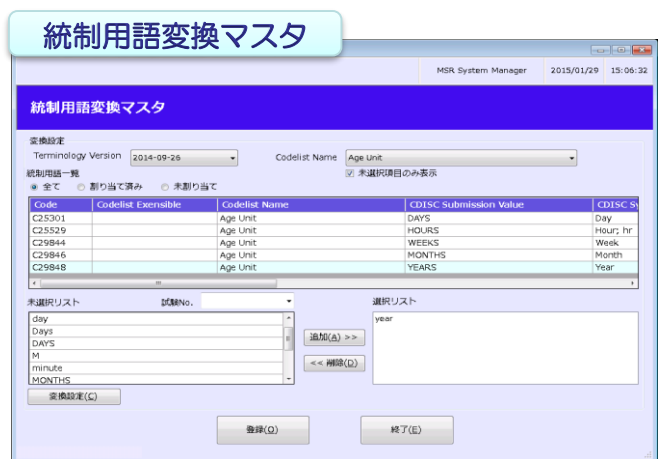 統制用語変換マスタ
MSR System Manager 2015/01/29 15:06:32
統制用語変換マスタ
変換設定
Terminology Version 2014-09-26 Codelist Name Age Unit
統制用語一覧 未選択項目のみ表示
全て 割り当て済み 未割り当て
Code Codelist Exensible Codelist Name CDISC Submission Value CDISC Sy
C25301 Age Unit DAYS Day
C25529 Age Unit HOURS Hour; hr
C29844 Age Unit WEEKS Week
C29846 Age Unit MONTHS Month
C29848 Age Unit YEARS Year
未選択リスト 試験No. 選択リスト
day year
Days
DAYS
M
minute
MONTHS
追加(A) >>
<< 削除(D)
変換設定(C)
登録(O) 終了(E)